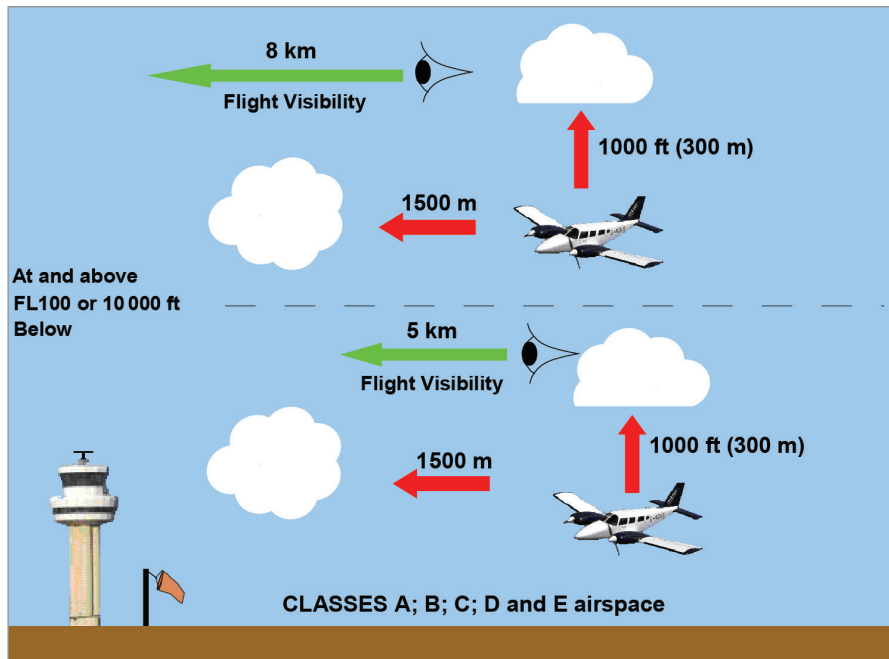 8 km
Flight Visibility
1000 ft (300 m)
1500 m
At and above
FL100 or 10 000 ft
Below
5 km
Flight Visibility
1000 ft (300 m)
1500 m
CLASSES A; B; C; D and E airspace